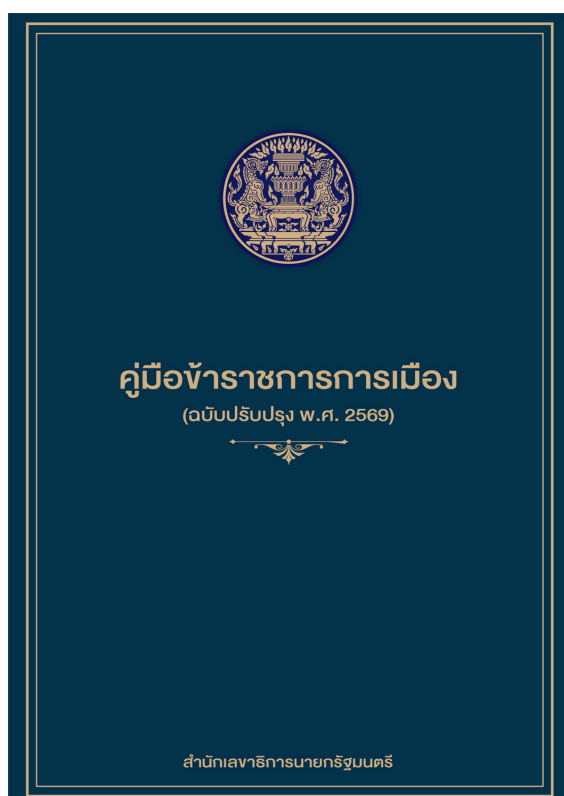 คู่มือข้าราชการการเมือง
(ฉบับปรับปรุง พ.ศ. 2569)
สำนักเลขาธิการนายกรัฐมนตรี